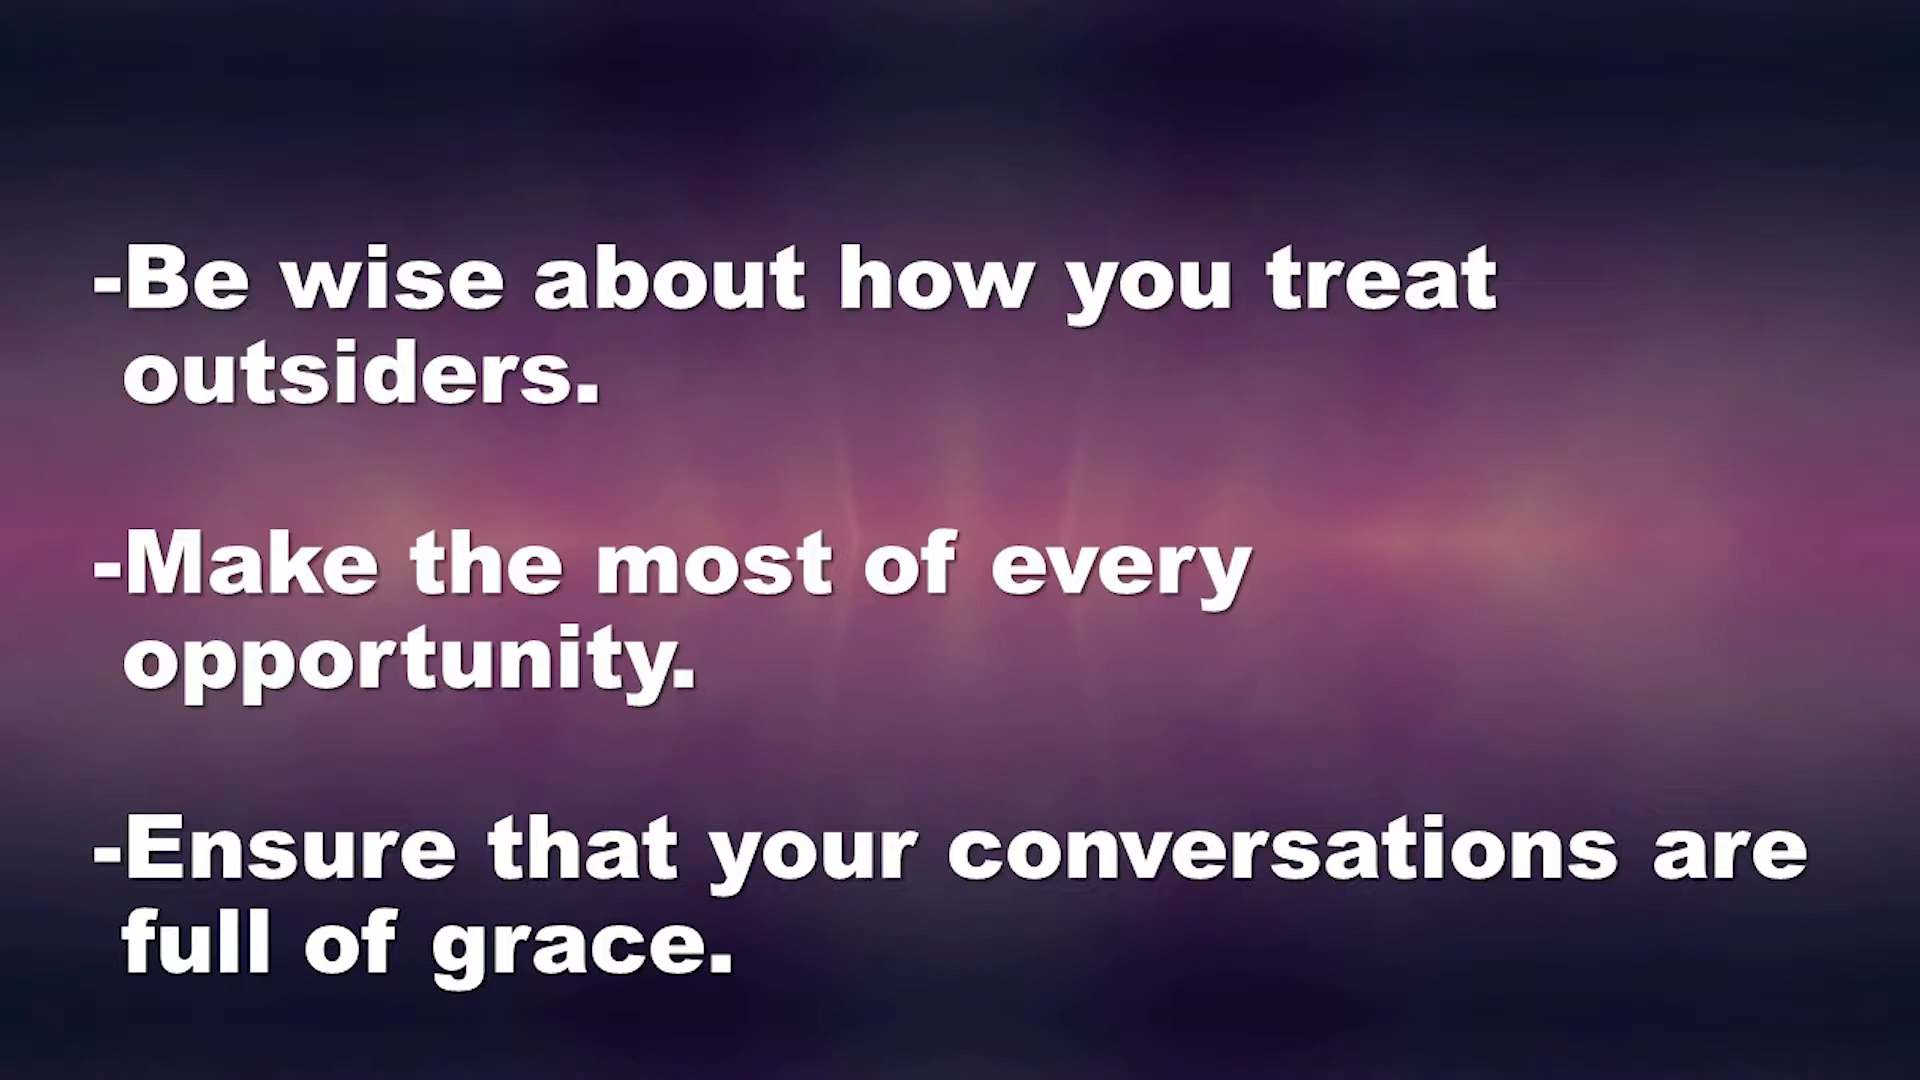 -Be wise about how you treat
outsiders.
-Make the most of every
opportunity.
-Ensure that your conversations are
full of grace.